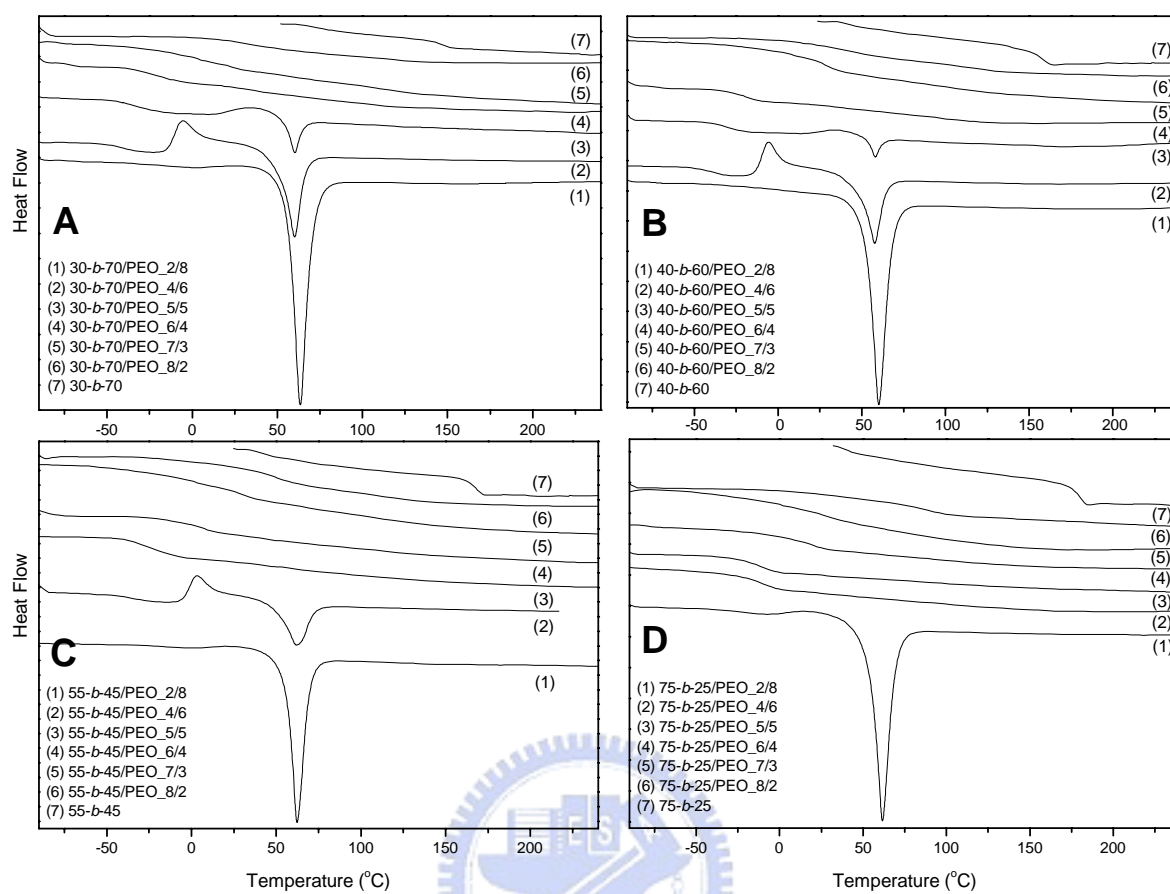 A
(7)
(6)
(5)
(4)
(3)
(2)
(1)
Heat Flow
(1) 30-b-70/PEO_2/8
(2) 30-b-70/PEO_4/6
(3) 30-b-70/PEO_5/5
(4) 30-b-70/PEO_6/4
(5) 30-b-70/PEO_7/3
(6) 30-b-70/PEO_8/2
(7) 30-b-70
-50 0 50 100 150 200
B
(7)
(6)
(5)
(4)
(3)
(2)
(1)
(1) 40-b-60/PEO_2/8
(2) 40-b-60/PEO_4/6
(3) 40-b-60/PEO_5/5
(4) 40-b-60/PEO_6/4
(5) 40-b-60/PEO_7/3
(6) 40-b-60/PEO_8/2
(7) 40-b-60
-50 0 50 100 150 200
C
(7)
(6)
(5)
(4)
(3)
(2)
(1)
Heat Flow
(1) 55-b-45/PEO_2/8
(2) 55-b-45/PEO_4/6
(3) 55-b-45/PEO_5/5
(4) 55-b-45/PEO_6/4
(5) 55-b-45/PEO_7/3
(6) 55-b-45/PEO_8/2
(7) 55-b-45
-50 0 50 100 150 200
Temperature (°C)
D
(7)
(6)
(5)
(4)
(3)
(2)
(1)
(1) 75-b-25/PEO_2/8
(2) 75-b-25/PEO_4/6
(3) 75-b-25/PEO_5/5
(4) 75-b-25/PEO_6/4
(5) 75-b-25/PEO_7/3
(6) 75-b-25/PEO_8/2
(7) 75-b-25
-50 0 50 100 150 200
Temperature (°C)
E S